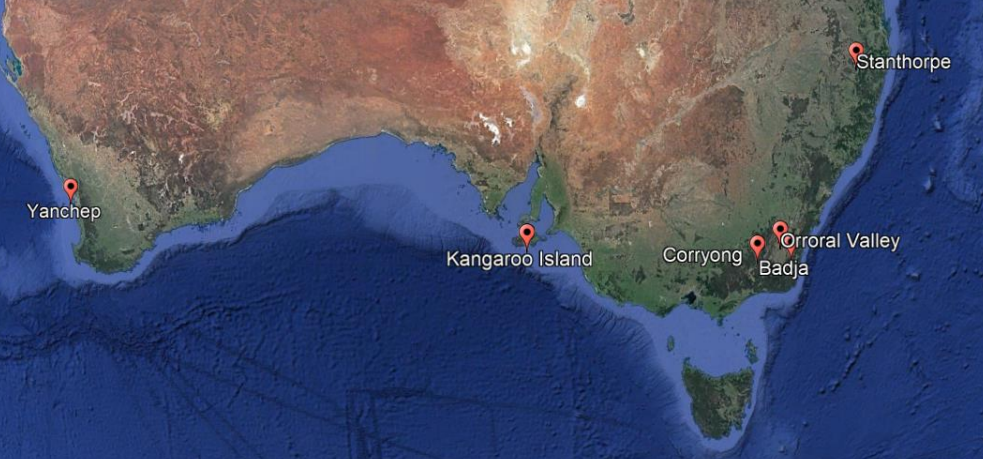 Stanthorpe
Yanchep
Kangaroo Island
Corryong
Orroral Valley
Badja